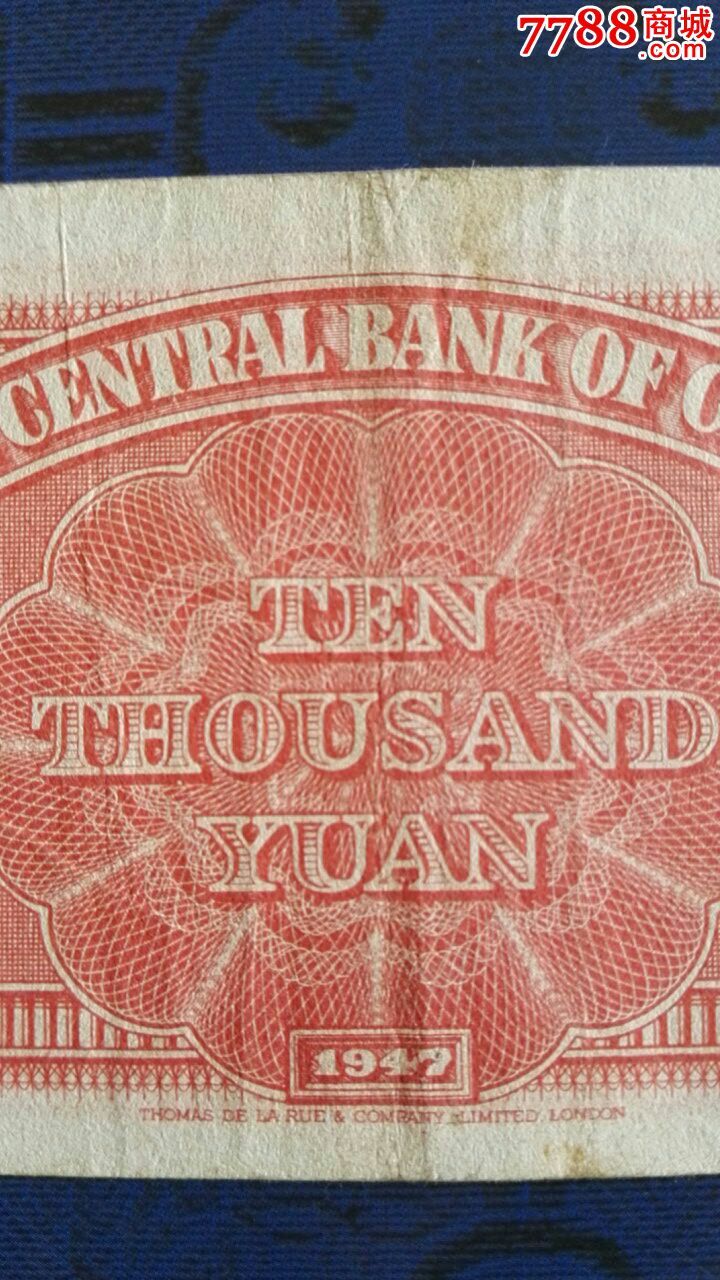 7788商城
.com
CENTRAL BANK OF C
TEN
THOUSAND
YUAN
1947
THOMAS DE LA RUE & COMPANY LIMITED, LONDON